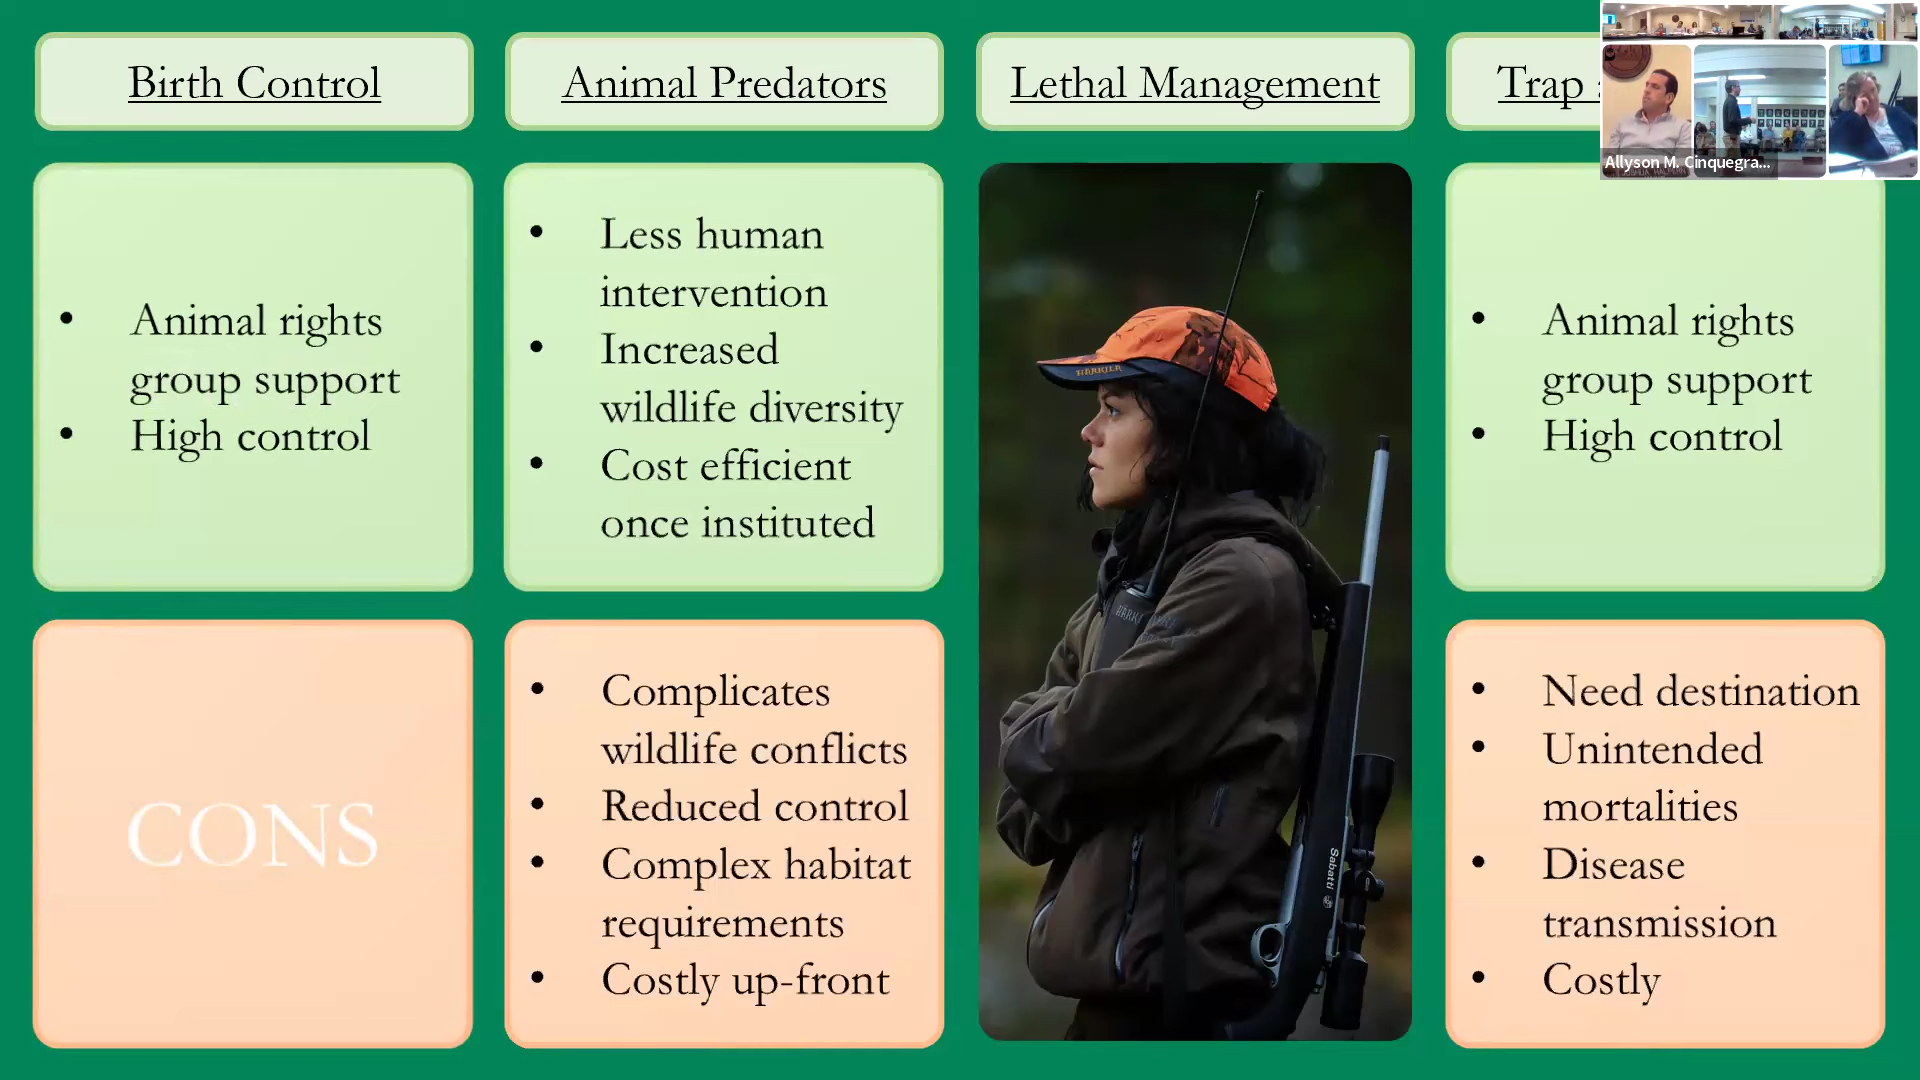 Birth Control
Animal Predators
Lethal Management
Trap
Allyson M. Cinquegra...
• Animal rights
group support
• High control
• Less human
intervention
• Increased
wildlife diversity
• Cost efficient
once instituted
HÄRKILA
Sabatti
• Animal rights
group support
• High control
CONS
• Complicates
wildlife conflicts
• Reduced control
• Complex habitat
requirements
• Costly up-front
• Need destination
• Unintended
mortalities
• Disease
transmission
• Costly